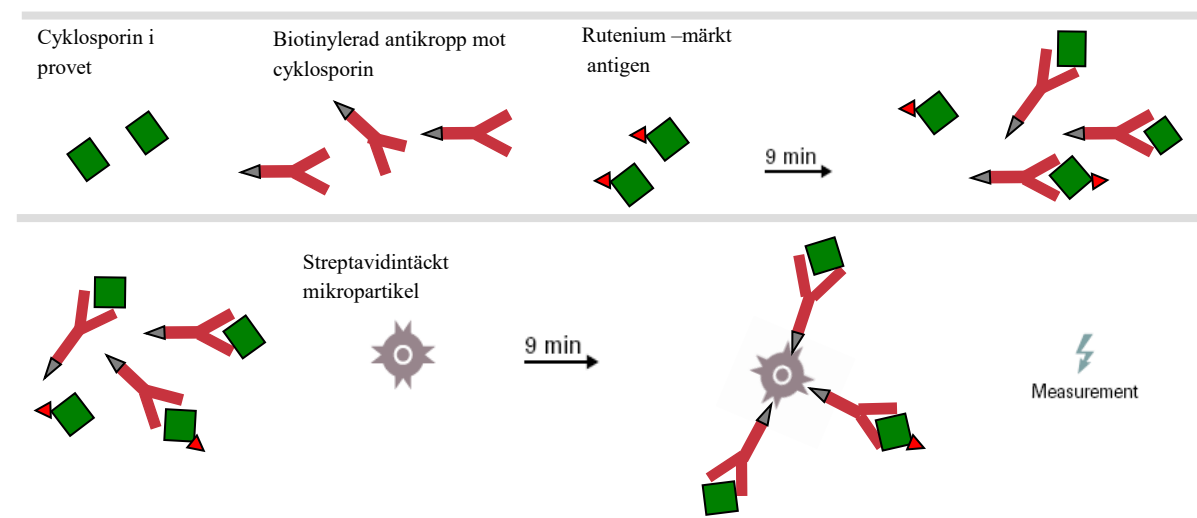 Cyklosporin i
provet
Biotinylerad antikropp mot
cyklosporin
Rutenium –märkt
antigen
9 min
Streptavidintäckt
mikropartikel
9 min
Measurement